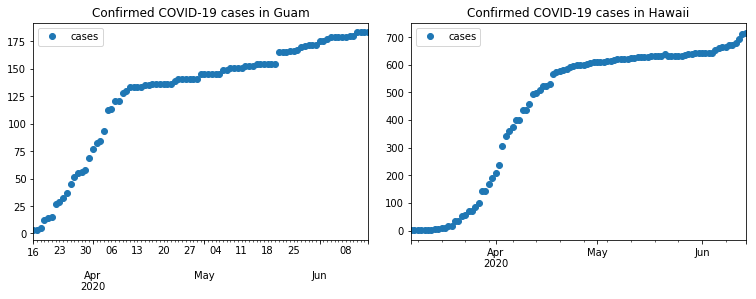 Confirmed COVID-19 cases in Guam
cases
175
150
125
100
75
50
25
0
16 23 30 06 13 20 27 04 11 18 25 08
Apr May Jun
2020
Confirmed COVID-19 cases in Hawaii
cases
700
600
500
400
300
200
100
0
Apr May Jun
2020